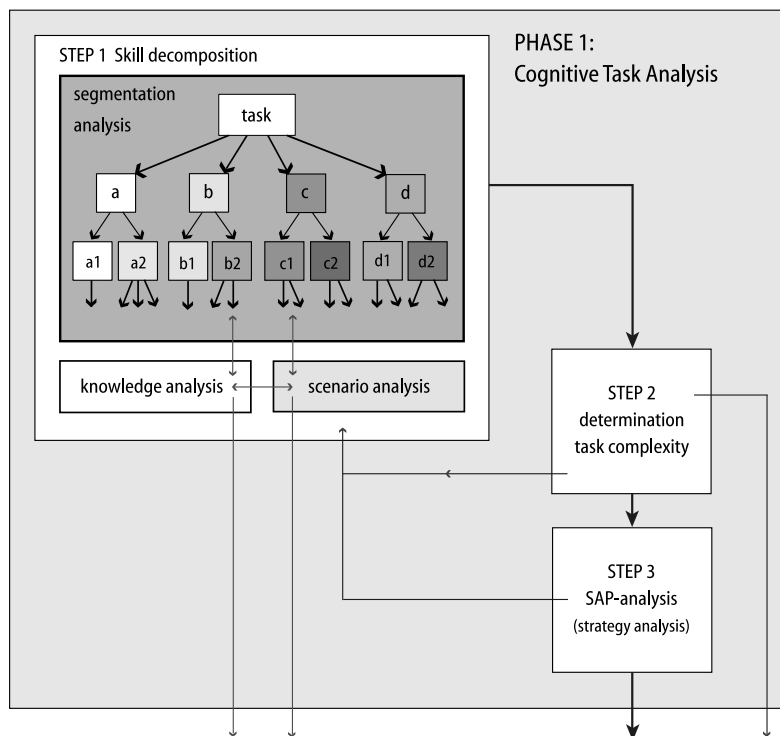 PHASE 1:
Cognitive Task Analysis
STEP 1 Skill decomposition
segmentation
analysis
task
a
b
c
d
a1
a2
b1
b2
c1
c2
d1
d2
knowledge analysis
scenario analysis
STEP 2
determination
task complexity
STEP 3
SAP-analysis
(strategy analysis)